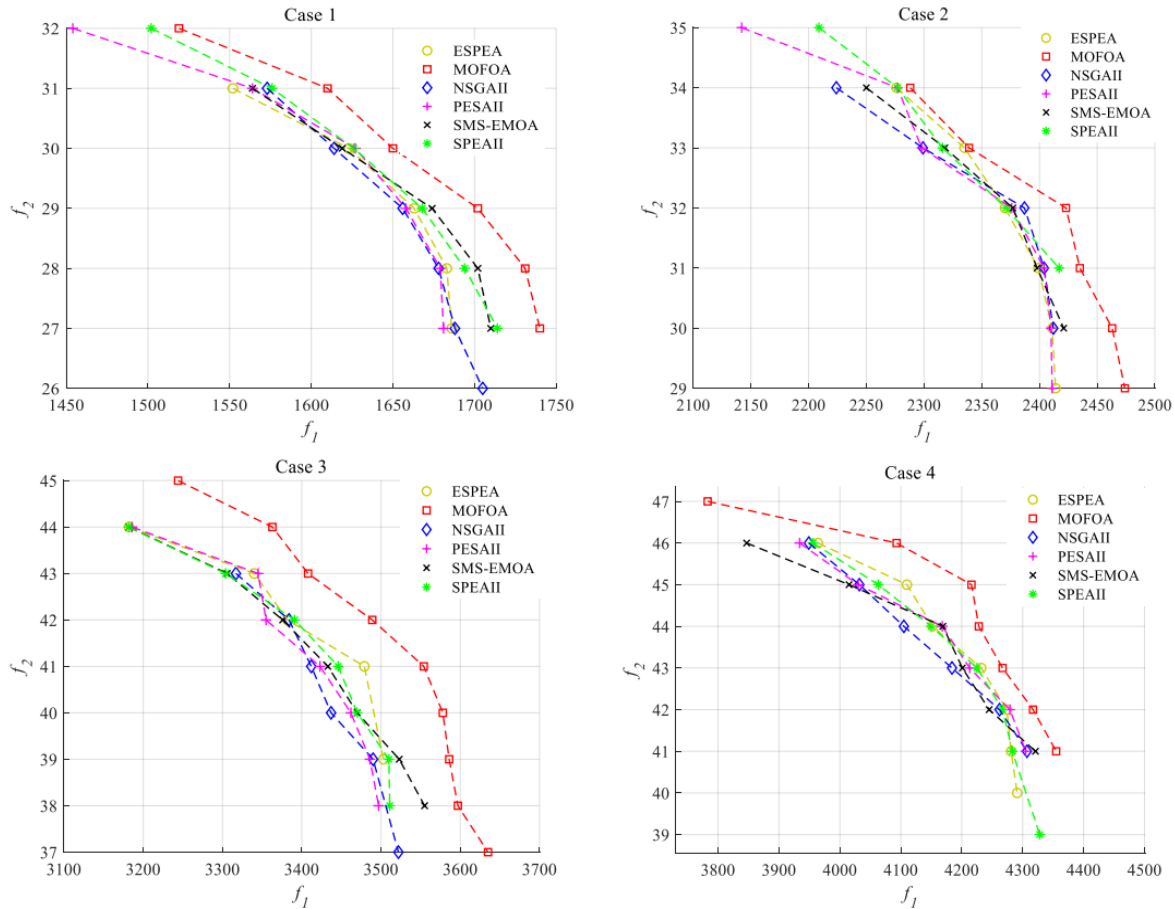 Case 1
32
31
30
29
28
27
26
f2
1450 1500 1550 1600 1650 1700 1750
f1
ESPEA
MOFOA
NSGAII
PESAII
SMS-EMOA
SPEAII
Case 2
35
34
33
32
31
30
29
f2
2100 2150 2200 2250 2300 2350 2400 2450 2500
f1
ESPEA
MOFOA
NSGAII
PESAII
SMS-EMOA
SPEAII
Case 3
45
44
43
42
41
40
39
38
37
f2
3100 3200 3300 3400 3500 3600 3700
f1
ESPEA
MOFOA
NSGAII
PESAII
SMS-EMOA
SPEAII
Case 4
47
46
45
44
43
42
41
40
39
f2
3800 3900 4000 4100 4200 4300 4400 4500
f1
ESPEA
MOFOA
NSGAII
PESAII
SMS-EMOA
SPEAII